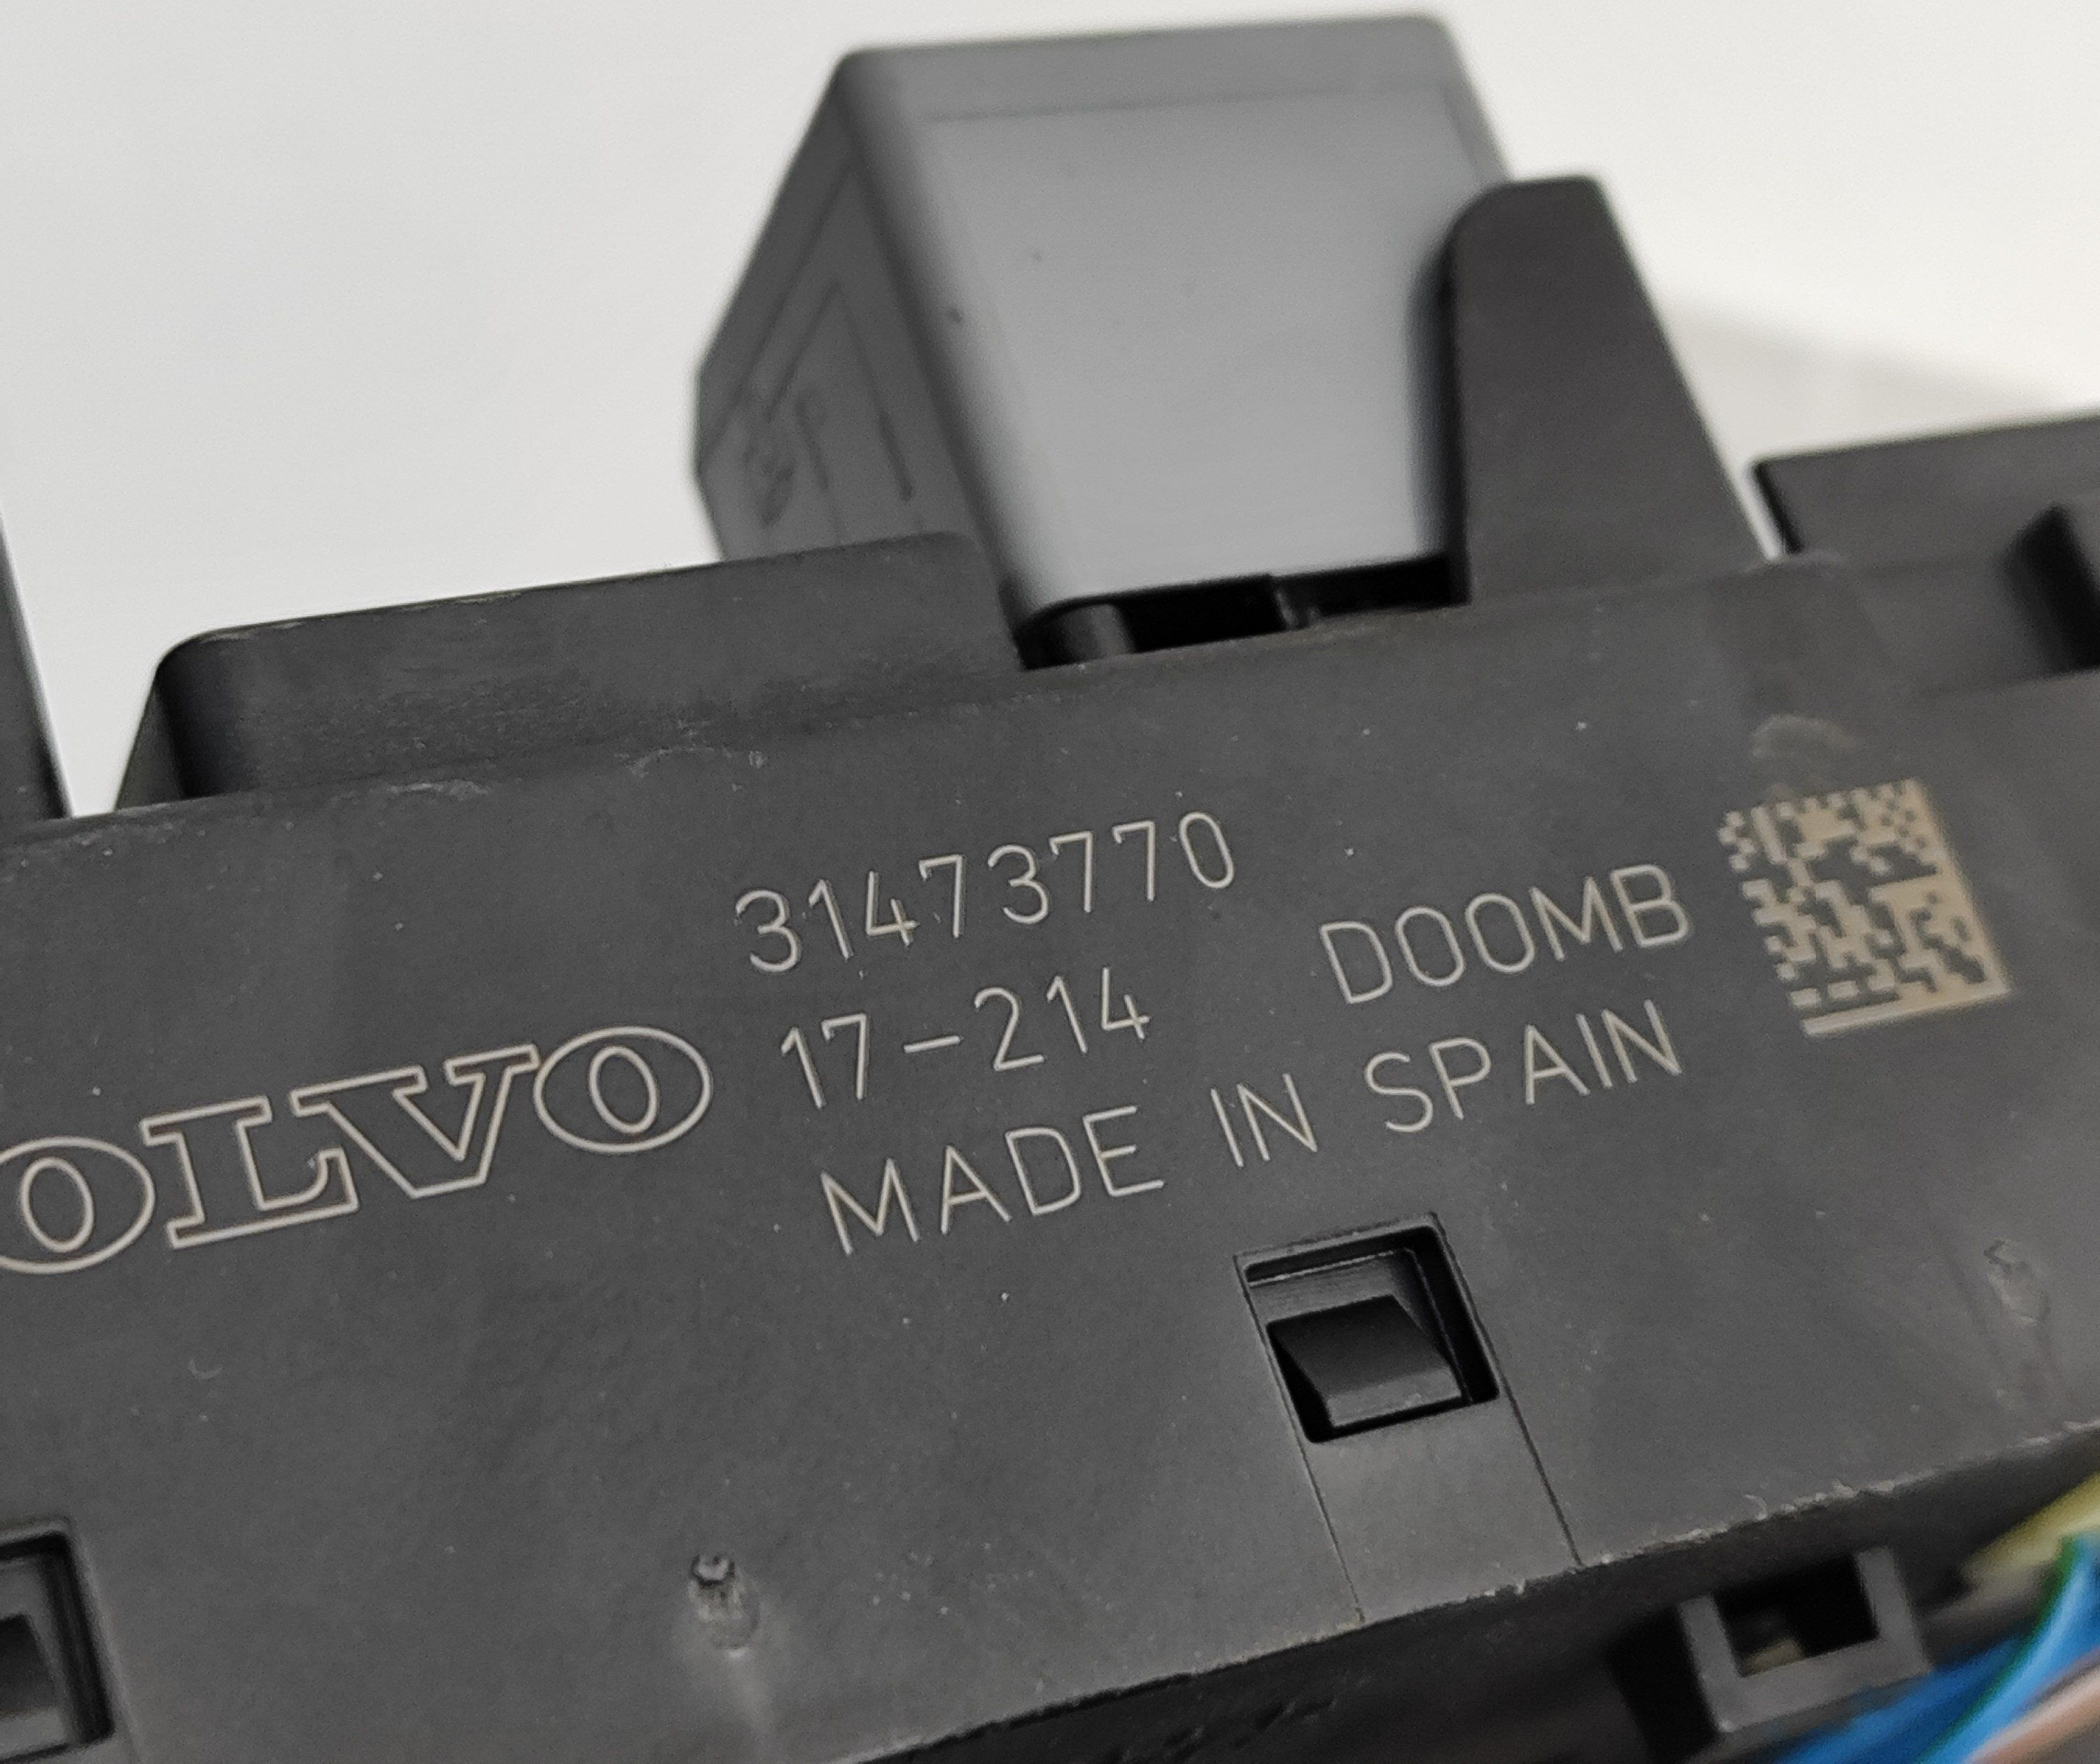 31473770
17-214 D00MB
OLVO
MADE IN SPAIN